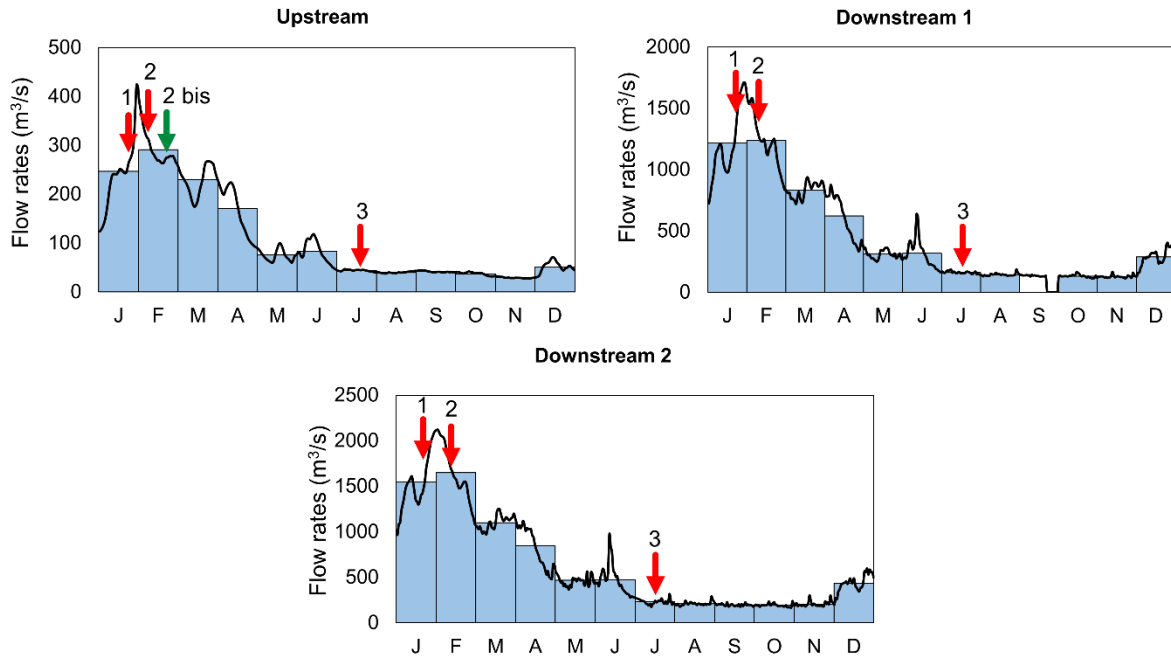 Upstream
Flow rates (m³/s)
500
400
300
200
100
0
1
2
2 bis
3
J F M A M J J A S O N D
Downstream 1
Flow rates (m³/s)
2000
1500
1000
500
0
1
2
3
J F M A M J J A S O N D
Downstream 2
Flow rates (m³/s)
2500
2000
1500
1000
500
0
1
2
3
J F M A M J J A S O N D